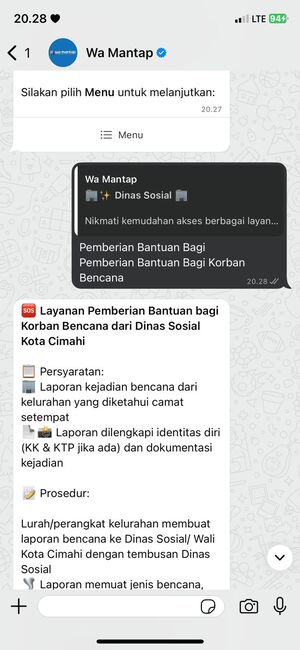 20.28
LTE 94
1 Wa Mantap
Silakan pilih Menu untuk melanjutkan:
20.27
Menu
Wa Mantap
🏢✨ Dinas Sosial 🏢
Nikmati kemudahan akses berbagai layan...
Pemberian Bantuan Bagi
Pemberian Bantuan Bagi Korban
Bencana
20.28
🆘 Layanan Pemberian Bantuan bagi
Korban Bencana dari Dinas Sosial
Kota Cimahi
📋 Persyaratan:
🏢 Laporan kejadian bencana dari
kelurahan yang diketahui camat
setempat
📸 Laporan dilengkapi identitas diri
(KK & KTP jika ada) dan dokumentasi
kejadian
📝 Prosedur:
Lurah/perangkat kelurahan membuat
laporan bencana ke Dinas Sosial/ Wali
Kota Cimahi dengan tembusan Dinas
Sosial
Laporan memuat jenis bencana,